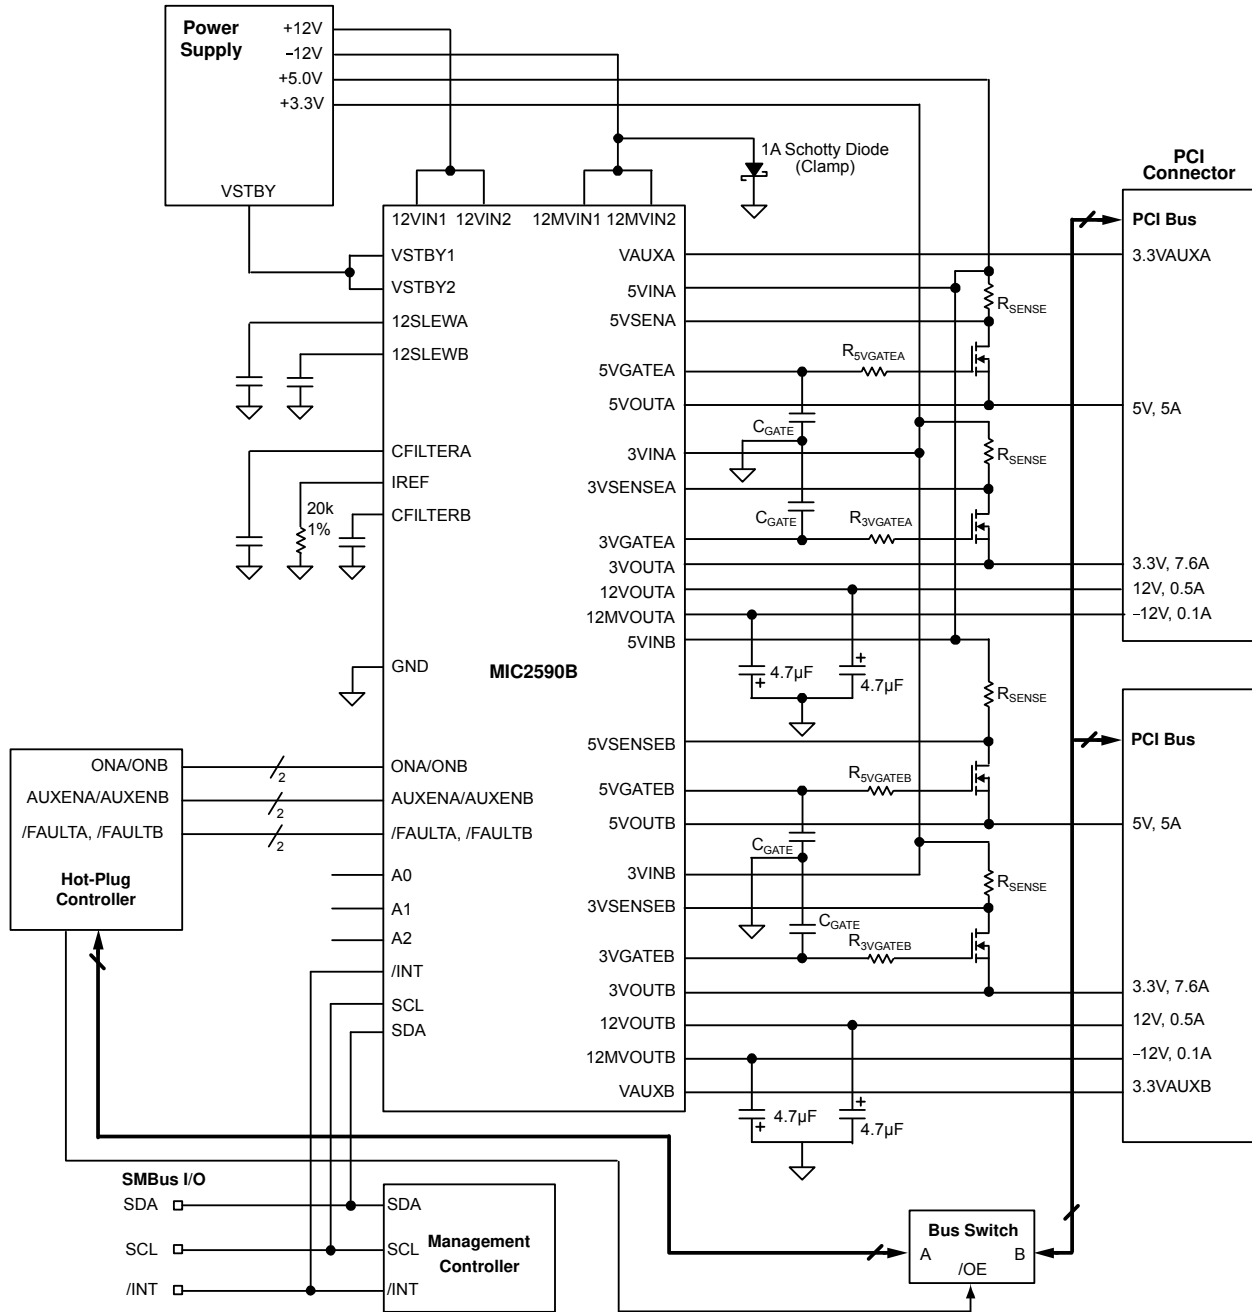 Power
Supply
+12V
–12V
+5.0V
+3.3V
VSTBY
1A Schotty Diode
(Clamp)
PCI
Connector
12VIN1 12VIN2 12MVIN1 12MVIN2
VSTBY1
VSTBY2
12SLEWA
12SLEWB
CFILTERA
IREF
CFILTERB
20k
1%
GND
MIC2590B
ONA/ONB
AUXENA/AUXENB
/FAULTA, /FAULTB
A0
A1
A2
/INT
SCL
SDA
VAUXA
5VINA
5VSENA
5VGATEA
5VOUTA
3VINA
3VSENSEA
3VGATEA
3VOUTA
12VOUTA
12MVOUTA
5VINB
5VSENSEB
5VGATEB
5VOUTB
3VINB
3VSENSEB
3VGATEB
3VOUTB
12VOUTB
12MVOUTB
VAUXB
RSENSE
R5VGATEA
CGATE
RSENSE
CGATE
R3VGATEA
4.7µF
4.7µF
RSENSE
R5VGATEB
CGATE
RSENSE
CGATE
R3VGATEB
4.7µF
4.7µF
PCI Bus
3.3VAUXA
5V, 5A
3.3V, 7.6A
12V, 0.5A
–12V, 0.1A
PCI Bus
5V, 5A
3.3V, 7.6A
12V, 0.5A
–12V, 0.1A
3.3VAUXB
ONA/ONB
AUXENA/AUXENB
/FAULTA, /FAULTB
Hot-Plug
Controller
2
2
2
SMBus I/O
SDA
SCL
/INT
SDA
SCL
/INT
Management
Controller
Bus Switch
A B
/OE